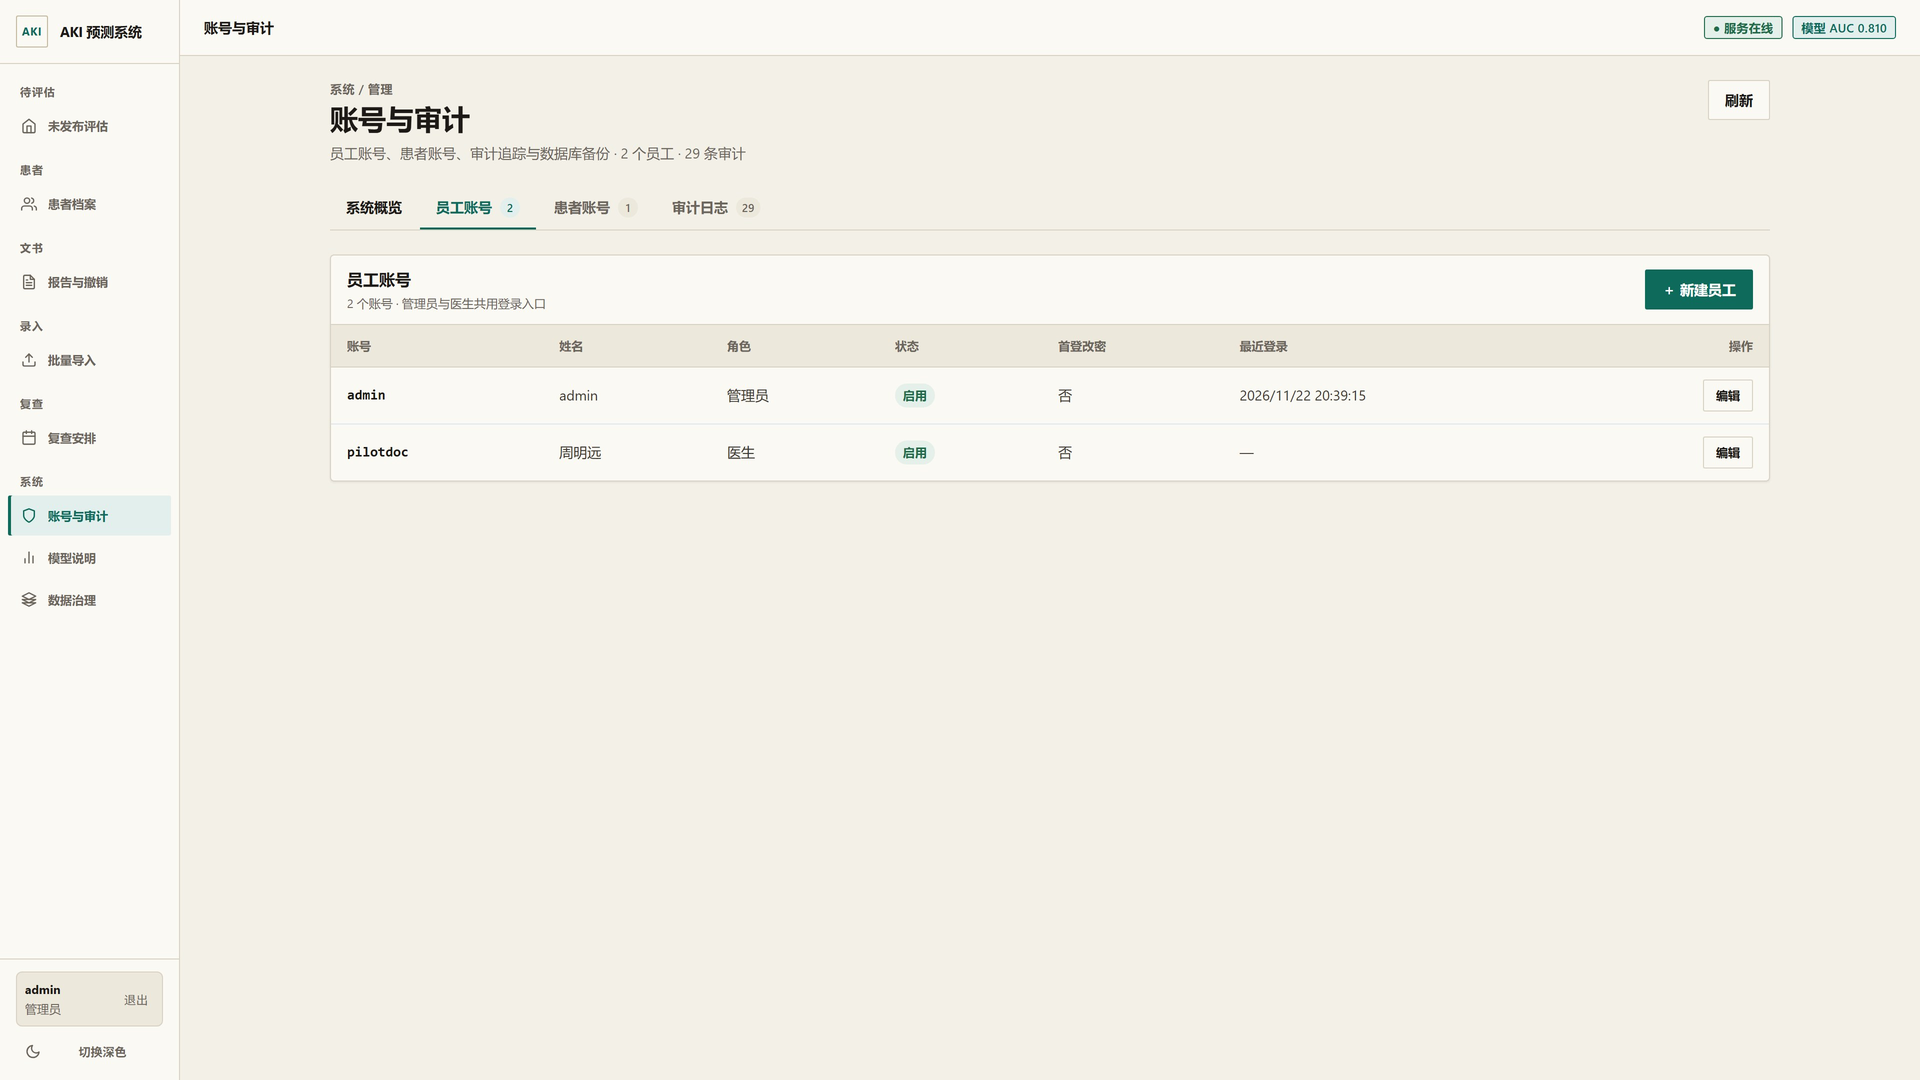 AKI
AKI 预测系统
待评估
未发布评估
患者
患者档案
文书
报告与撤销
录入
批量导入
复查
复查安排
系统
账号与审计
模型说明
数据治理
admin
管理员
退出
切换深色
账号与审计
服务在线
模型 AUC 0.810
系统 / 管理
账号与审计
员工账号、患者账号、审计追踪与数据库备份 · 2 个员工 · 29 条审计
刷新
系统概览 员工账号 2 患者账号 1 审计日志 29
员工账号
2 个账号 · 管理员与医生共用登录入口
+ 新建员工
账号 姓名 角色 状态 首登改密 最近登录 操作
admin admin 管理员 启用 否 2026/11/22 20:39:15 编辑
pilotdoc 周明远 医生 启用 否 — 编辑